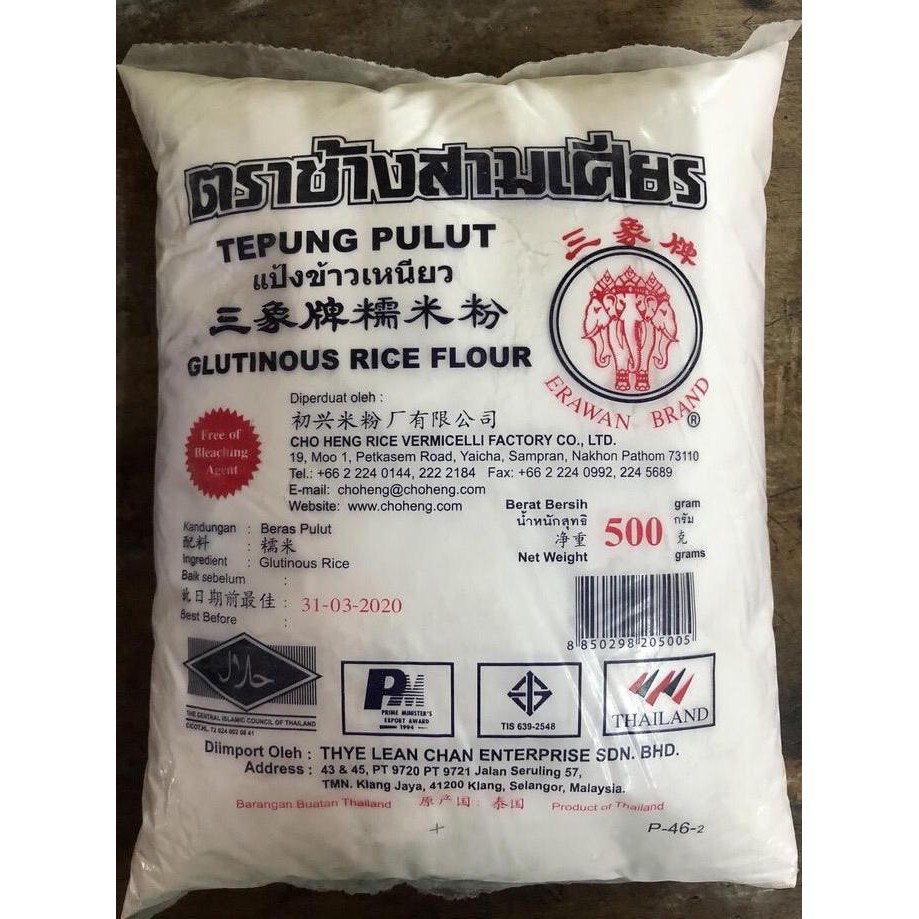 ตราช้างสามเศียร
TEPUNG PULUT
แป้งข้าวเหนียว
三象牌糯米粉
GLUTINOUS RICE FLOUR
三象牌
ERAWAN BRAND
®
Free of
Bleaching
Agent
Diperduat oleh :
初兴米粉厂有限公司
CHO HENG RICE VERMICELLI FACTORY CO., LTD.
19, Moo 1, Petkasem Road, Yaicha, Sampran, Nakhon Pathom 73110
Tel.: +66 2 224 0144, 222 2184 Fax: +66 2 224 0992, 224 5689
E-mail: choheng@choheng.com
Website: www.choheng.com
Berat Bersih
น้ำหนักสุทธิ
净重
Net Weight
500
gram
กรัม
克
grams
Kandungan : Beras Pulut
配料 : 糯米
Ingredient : Glutinous Rice
Baik sebelum :
此日期前最佳 : 31-03-2020
Best Before :
8 850298 205005
حلال
THE CENTRAL ISLAMIC COUNCIL OF THAILAND
CICOT.HL 72 024 002 08 41
PM
PRIME MINISTER'S
EXPORT AWARD
1994
TIS 639-2548
THAILAND
Diimport Oleh : THYE LEAN CHAN ENTERPRISE SDN. BHD.
Address : 43 & 45, PT 9720 PT 9721 Jalan Seruling 57,
TMN. Klang Jaya, 41200 Klang, Selangor, Malaysia.
Barangan Buatan Thailand 原产国 : 泰国 Product of Thailand
P-46-2